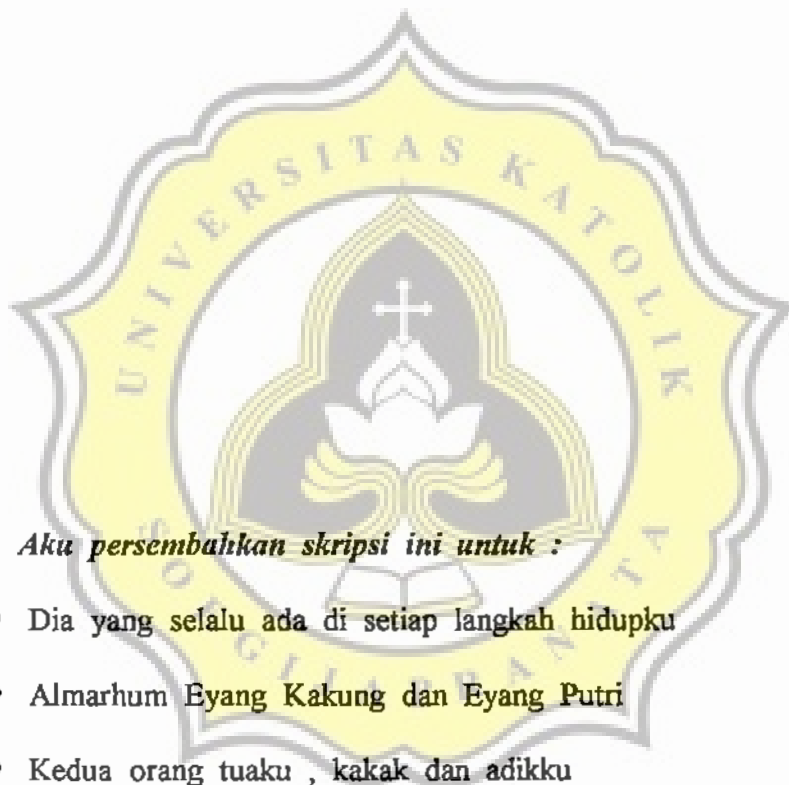 UNIVERSITAS KATOLIK
SOEGIJAPRANATA
Aku persembahkan skripsi ini untuk :
Dia yang selalu ada di setiap langkah hidupku
Almarhum Eyang Kakung dan Eyang Putri
Kedua orang tuaku , kakak dan adikku